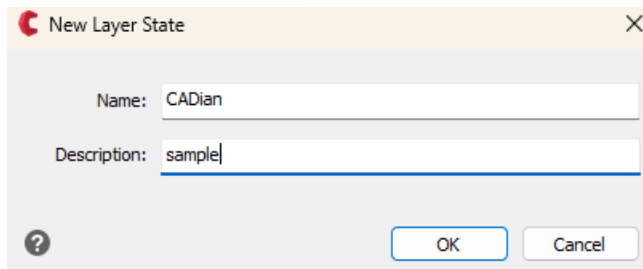 New Layer State
Name: CADian
Description: sample
?
OK Cancel